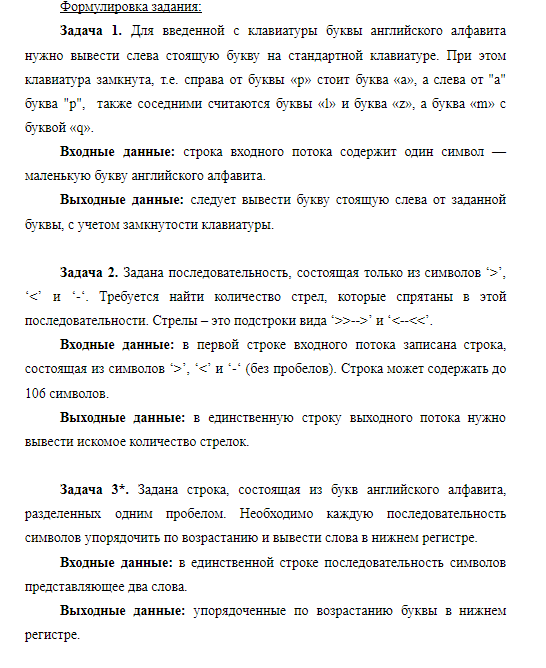 Формулировка задания:
Задача 1. Для введенной с клавиатуры буквы английского алфавита
нужно вывести слева стоящую букву на стандартной клавиатуре. При этом
клавиатура замкнута, т.е. справа от буквы «p» стоит буква «a», а слева от "а"
буква "р", также соседними считаются буквы «l» и буква «z», а буква «m» с
буквой «q».
Входные данные: строка входного потока содержит один символ —
маленькую букву английского алфавита.
Выходные данные: следует вывести букву стоящую слева от заданной
буквы, с учетом замкнутости клавиатуры.
Задача 2. Задана последовательность, состоящая только из символов ‘>’,
‘<’ и ‘-‘. Требуется найти количество стрел, которые спрятаны в этой
последовательности. Стрелы – это подстроки вида ‘>>-->’ и ‘<--<<’.
Входные данные: в первой строке входного потока записана строка,
состоящая из символов ‘>’, ‘<’ и ‘-‘ (без пробелов). Строка может содержать до
106 символов.
Выходные данные: в единственную строку выходного потока нужно
вывести искомое количество стрелок.
Задача 3*. Задана строка, состоящая из букв английского алфавита,
разделенных одним пробелом. Необходимо каждую последовательность
символов упорядочить по возрастанию и вывести слова в нижнем регистре.
Входные данные: в единственной строке последовательность символов
представляющее два слова.
Выходные данные: упорядоченные по возрастанию буквы в нижнем
регистре.